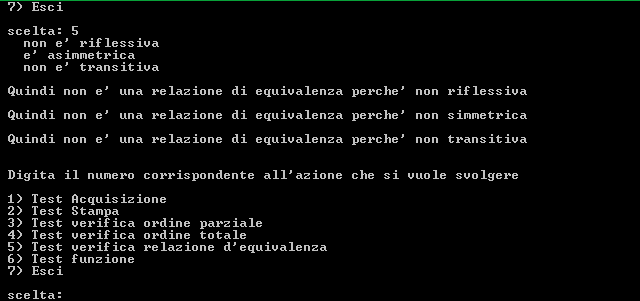 7) Esci
scelta: 5
non e' riflessiva
e' asimmetrica
non e' transitiva
Quindi non e' una relazione di equivalenza perche' non riflessiva
Quindi non e' una relazione di equivalenza perche' non simmetrica
Quindi non e' una relazione di equivalenza perche' non transitiva
Digita il numero corrispondente all'azione che si vuole svolgere
1) Test Acquisizione
2) Test Stampa
3) Test verifica ordine parziale
4) Test verifica ordine totale
5) Test verifica relazione d'equivalenza
6) Test funzione
7) Esci
scelta: